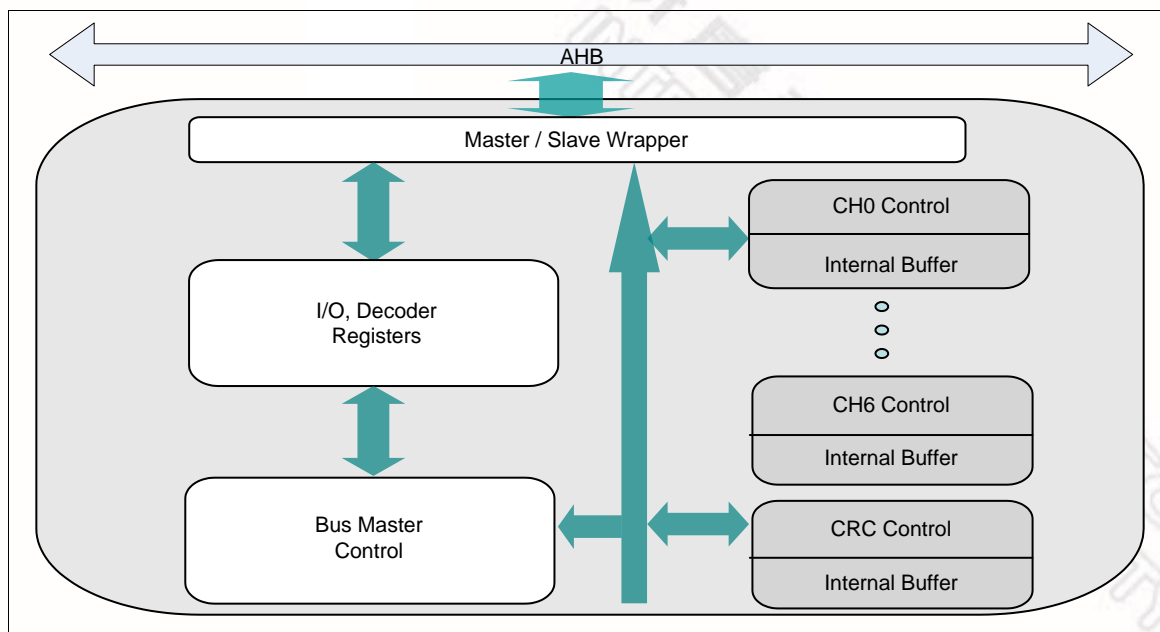 AHB
Master / Slave Wrapper
I/O, Decoder
Registers
Bus Master
Control
CH0 Control
Internal Buffer
CH6 Control
Internal Buffer
CRC Control
Internal Buffer